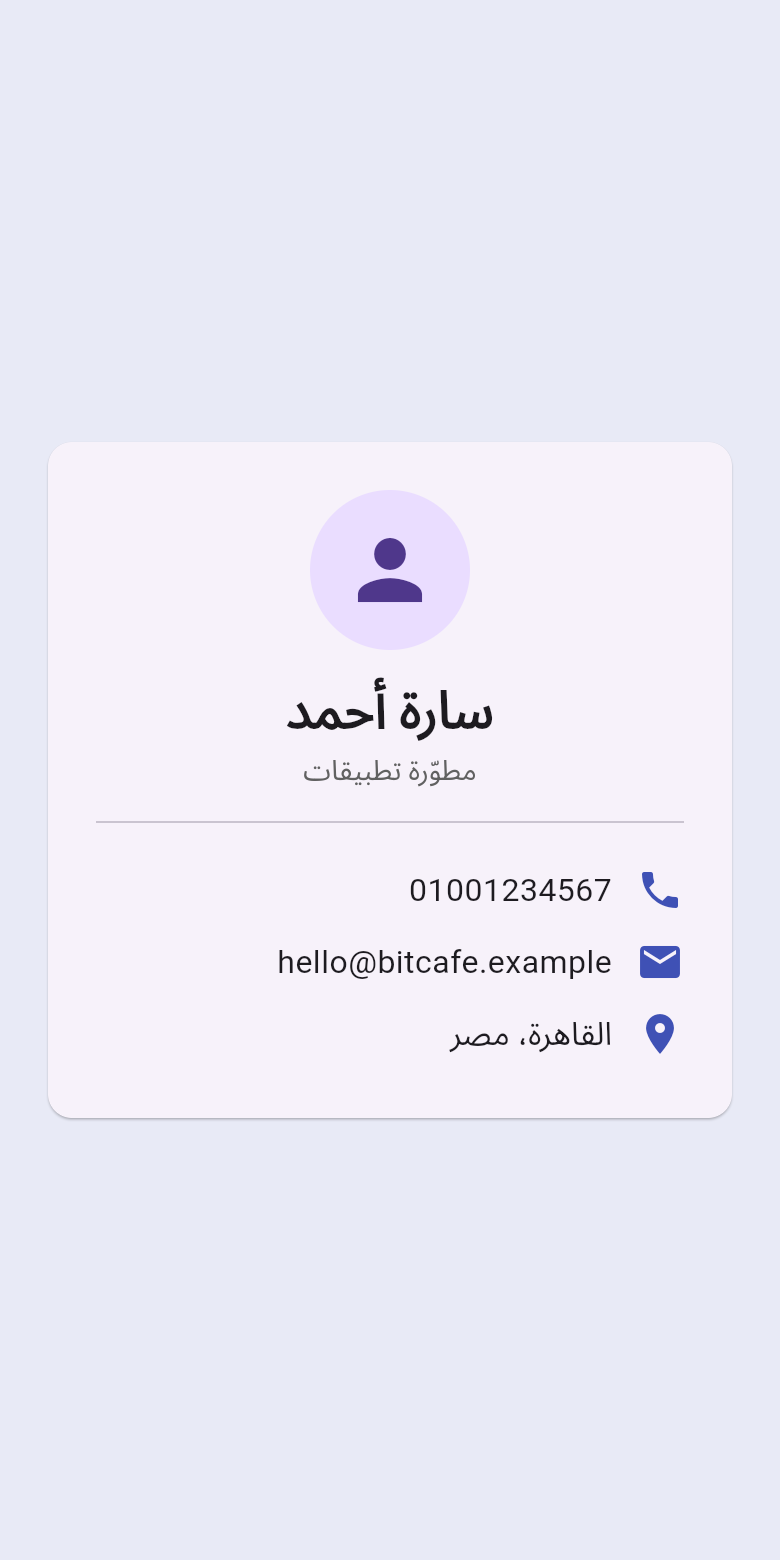 سارة أحمد
مطوّرة تطبيقات
01001234567
hello@bitcafe.example
القاهرة، مصر